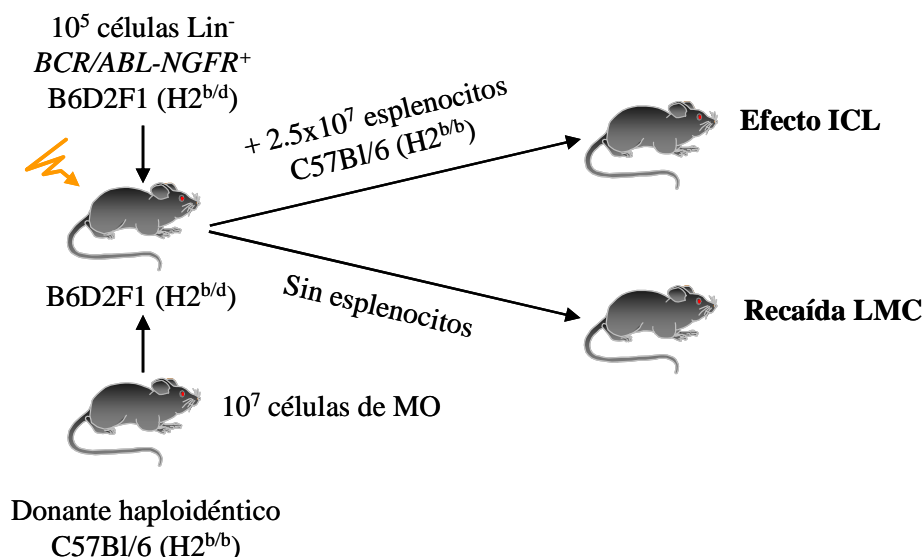 10⁵ células Lin⁻
BCR/ABL-NGFR⁺
B6D2F1 (H2ᵇ/ᵈ)
+ 2.5x10⁷ esplenocitos
C57Bl/6 (H2ᵇ/ᵇ)
Efecto ICL
B6D2F1 (H2ᵇ/ᵈ)
Sin esplenocitos
Recaída LMC
10⁷ células de MO
Donante haploidéntico
C57Bl/6 (H2ᵇ/ᵇ)